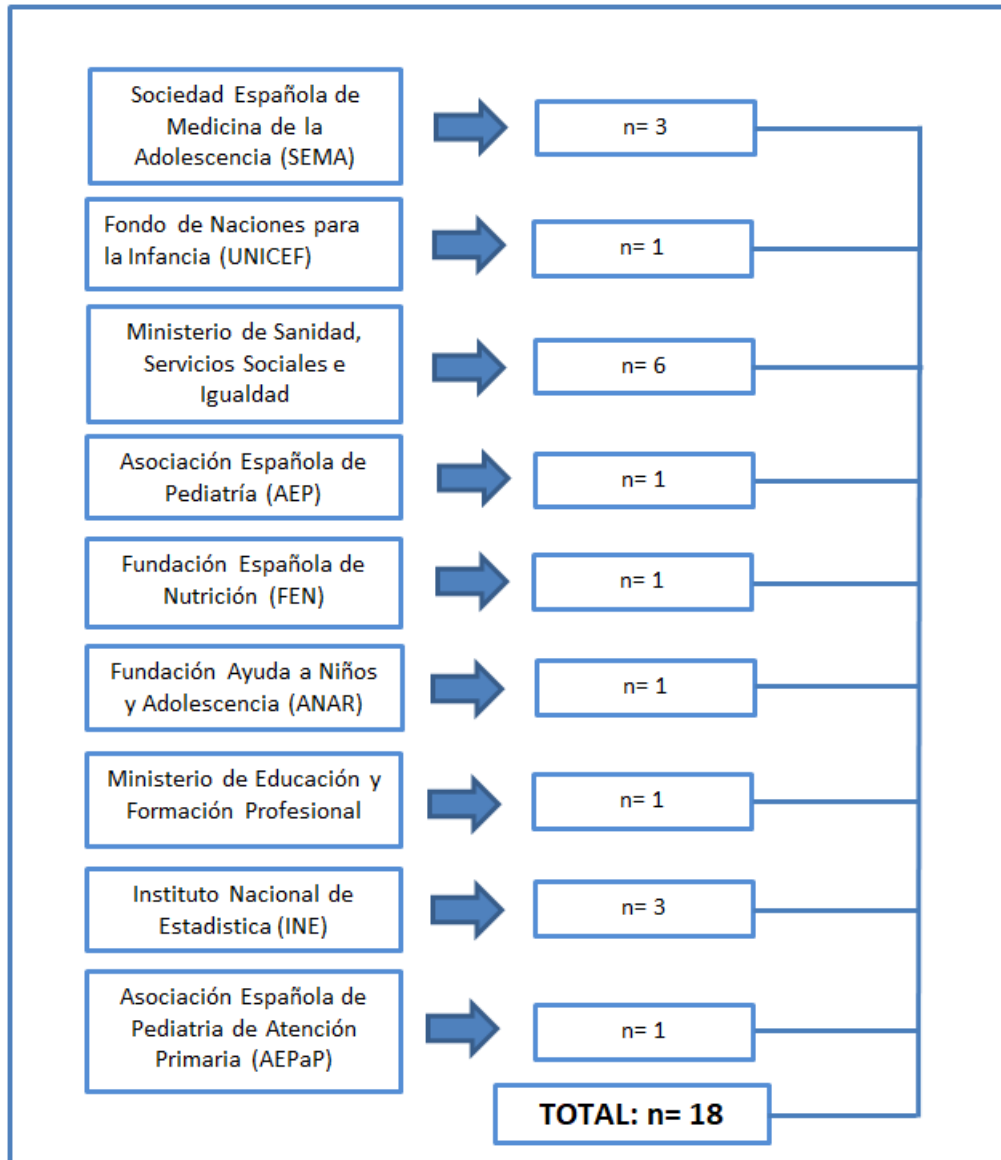 Sociedad Española de
Medicina de la
Adolescencia (SEMA)
n= 3
Fondo de Naciones para
la Infancia (UNICEF)
n= 1
Ministerio de Sanidad,
Servicios Sociales e
Igualdad
n= 6
Asociación Española de
Pediatría (AEP)
n= 1
Fundación Española de
Nutrición (FEN)
n= 1
Fundación Ayuda a Niños
y Adolescencia (ANAR)
n= 1
Ministerio de Educación y
Formación Profesional
n= 1
Instituto Nacional de
Estadistica (INE)
n= 3
Asociación Española de
Pediatria de Atención
Primaria (AEPaP)
n= 1
TOTAL: n= 18